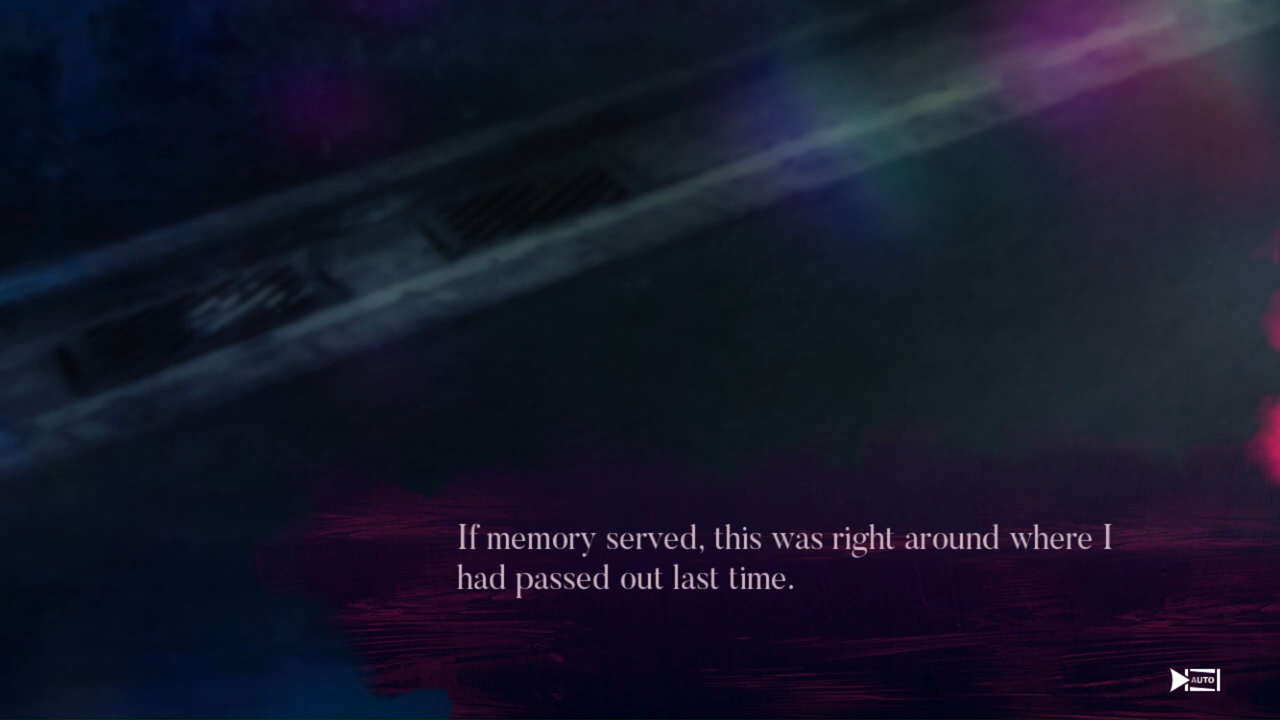 If memory served, this was right around where I
had passed out last time.
AUTO